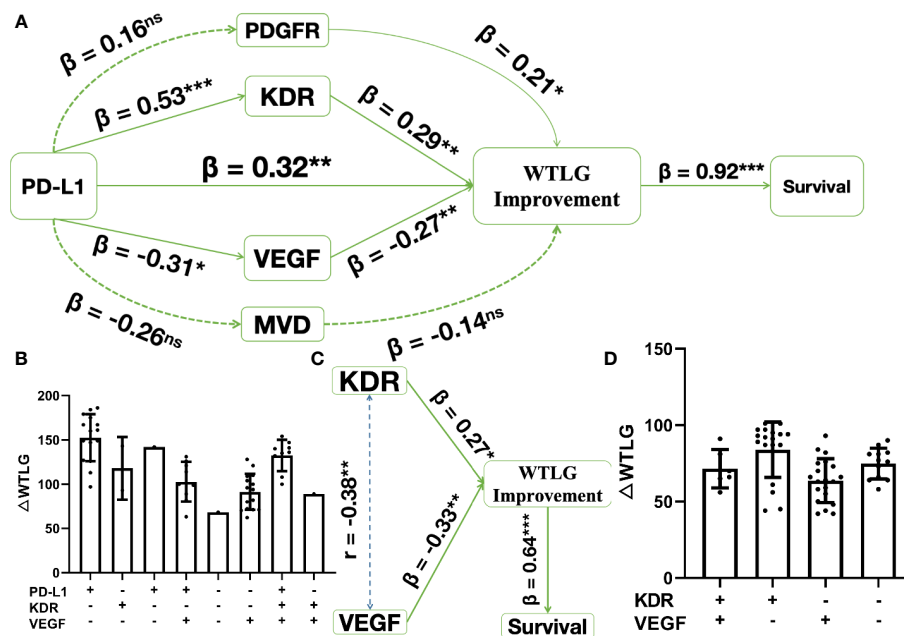 A
PDGFR
β = 0.16ns
β = 0.21*
KDR
β = 0.53***
β = 0.29**
PD-L1
β = 0.32**
WTLG
Improvement
β = 0.92***
Survival
β = -0.31*
VEGF
β = -0.27**
β = -0.26ns
MVD
β = -0.14ns
B
△WTLG
200
150
100
50
0
PD-L1 + - + + - - + -
KDR - + - - - - + +
VEGF - - - + - + + +
C
KDR
β = 0.27*
r = -0.38**
WTLG
Improvement
β = -0.33**
β = 0.64***
VEGF
Survival
D
△WTLG
150
100
50
0
KDR + + - -
VEGF + - + -